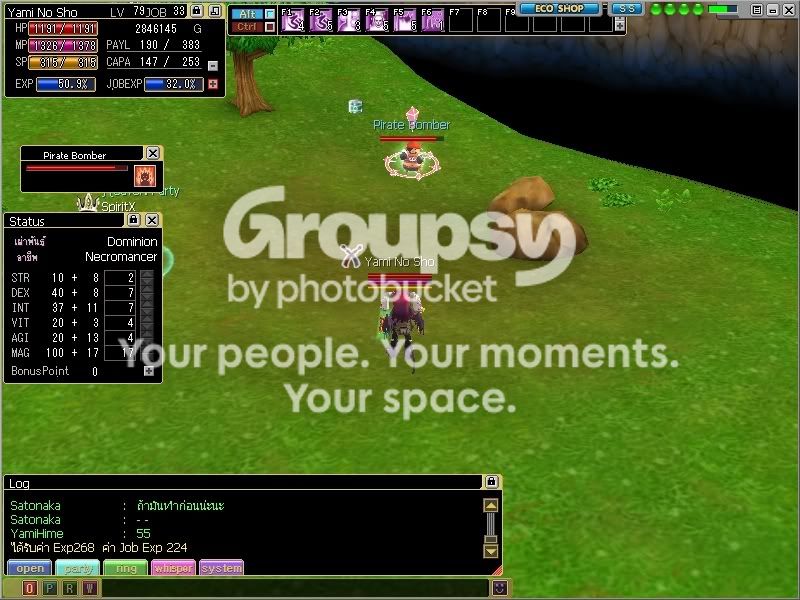 Yami No Sho LV 79 JOB 33
HP 1191 / 1191 2846145 G
MP 1326 / 1378 PAYL 190 / 383
SP 315 / 315 CAPA 147 / 253
EXP 50.9% JOBEXP 32.0%
Alt F1 F2 F3 F4 F5 F6 F7 F8 F9
Ctrl
ECO SHOP SS
Pirate Bomber
Pirate Bomber
Party
SpiritX
Status
เผ่าพันธุ์ Dominion
อาชีพ Necromancer
STR 10 + 8 2
DEX 40 + 8 7
INT 37 + 11 7
VIT 20 + 3 4
AGI 20 + 13 4
MAG 100 + 17 17
BonusPoint 0
Yami No Sho
Groupsy
by photobucket
Your people. Your moments.
Your space.
Log
Satonaka : ถ้ามันทำก่อนน่ะนะ
Satonaka : - -
YamiHime : 55
ได้รับค่า Exp268 ค่า Job Exp 224
open party ring whisper system
O P R W